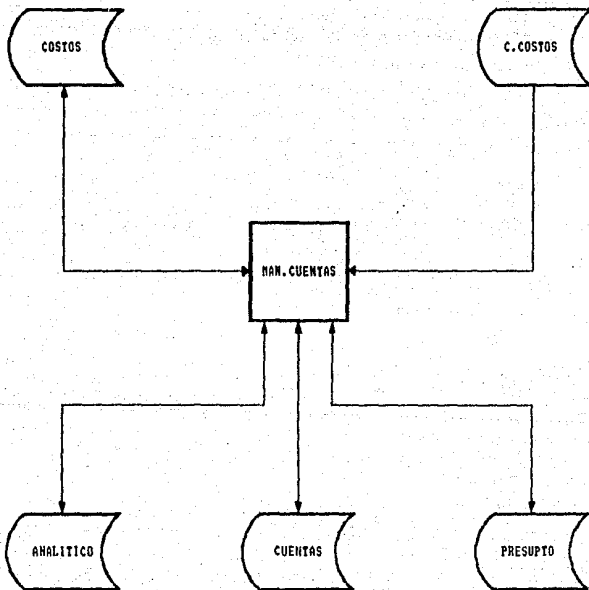 COSTOS
C.COSTOS
MAN.CUENTAS
ANALITICO
CUENTAS
PRESUPTO